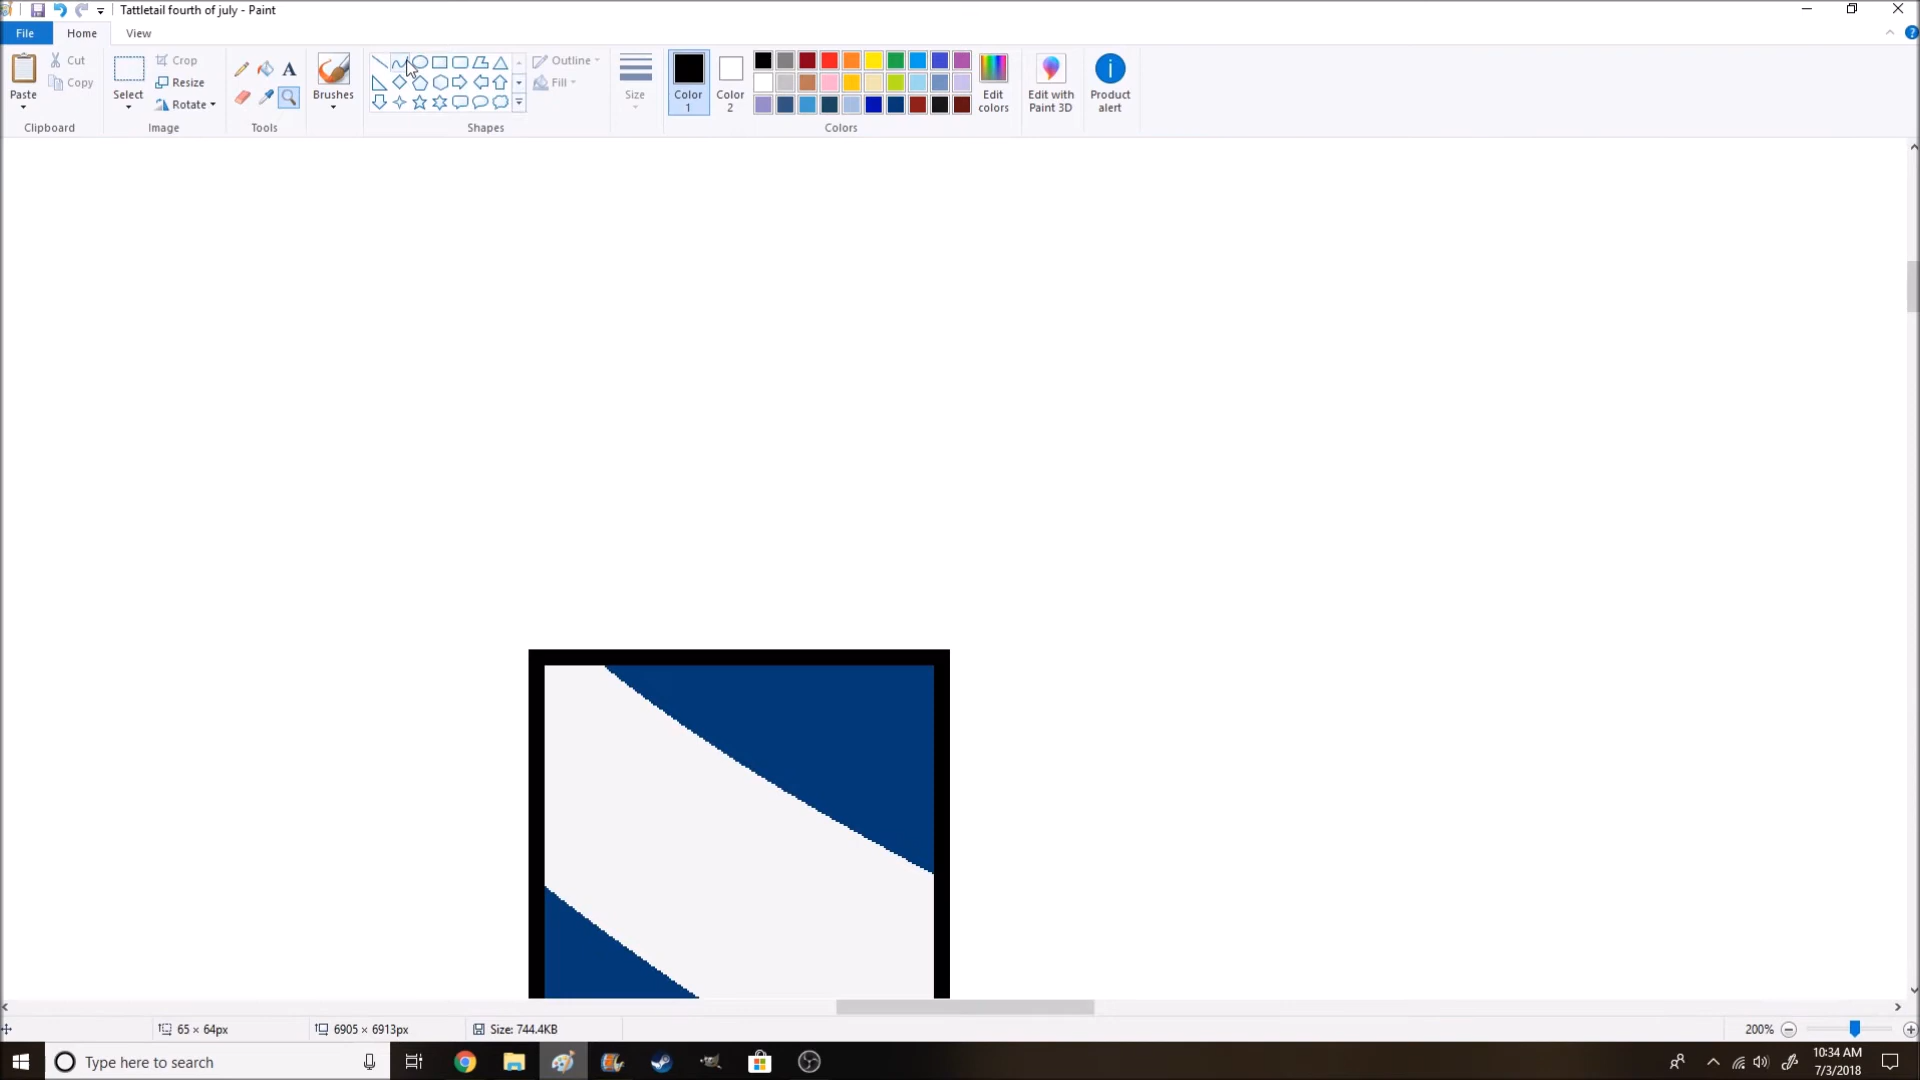 Tattletail fourth of july - Paint
File Home View
Paste Cut Copy Clipboard
Select Crop Resize Rotate Image
A Tools
Brushes
Shapes Outline Fill
Size
Color 1 Color 2 Edit colors Colors
Edit with Paint 3D
Product alert
65 × 64px 6905 × 6913px Size: 744.4KB 200%
Type here to search 10:34 AM
7/3/2018